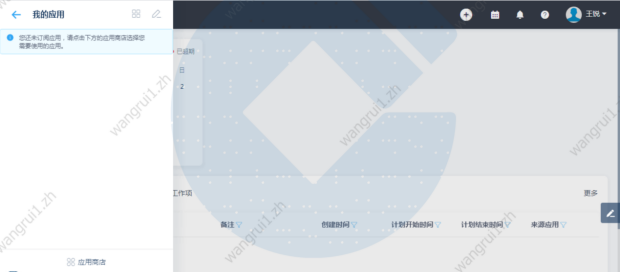 我的应用
王锐
您还未订阅应用，请点击下方的应用商店选择您
需要使用的应用。
已超期
日
2
工作项
更多
备注
创建时间
计划开始时间
计划结束时间
来源应用
应用商店
wangrui1.zh
wangrui1.zh
wangrui1.zh
wangrui1.zh
wangrui1.zh
wangrui1.zh
wangrui1.zh